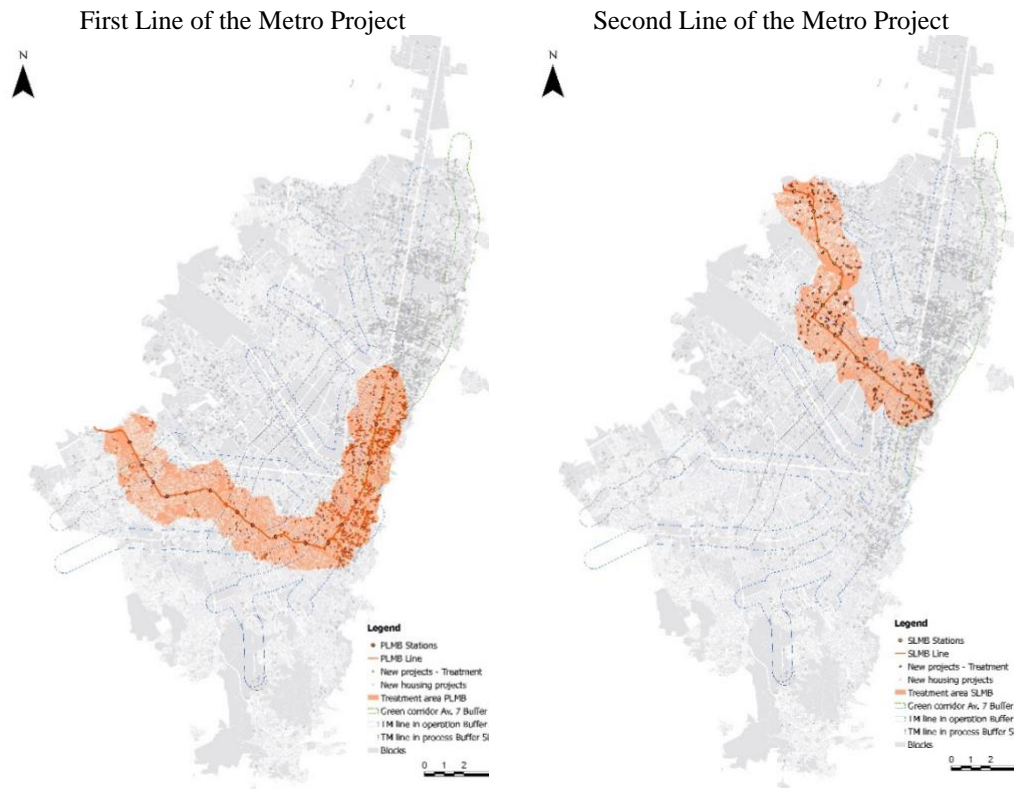 First Line of the Metro Project
N
Legend
PLMB Stations
PLMB Line
New projects - Treatment
New housing projects
Treatment area PLMB
Green corridor Av. 7 Buffer
TM line in operation Buffer
TM line in process Buffer S
Blocks
0 1 2
Second Line of the Metro Project
N
Legend
SLMB Stations
SLMB Line
New projects - Treatment
New housing projects
Treatment area SLMB
Green corridor Av. 7 Buffer
TM line in operation Buffer
TM line in process Buffer Sl
Blocks
0 1 2